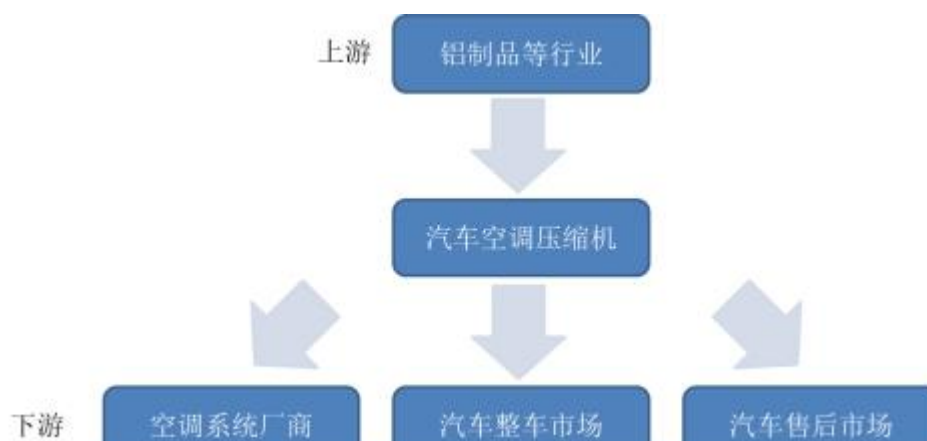 上游
铝制品等行业
汽车空调压缩机
下游
空调系统厂商
汽车整车市场
汽车售后市场